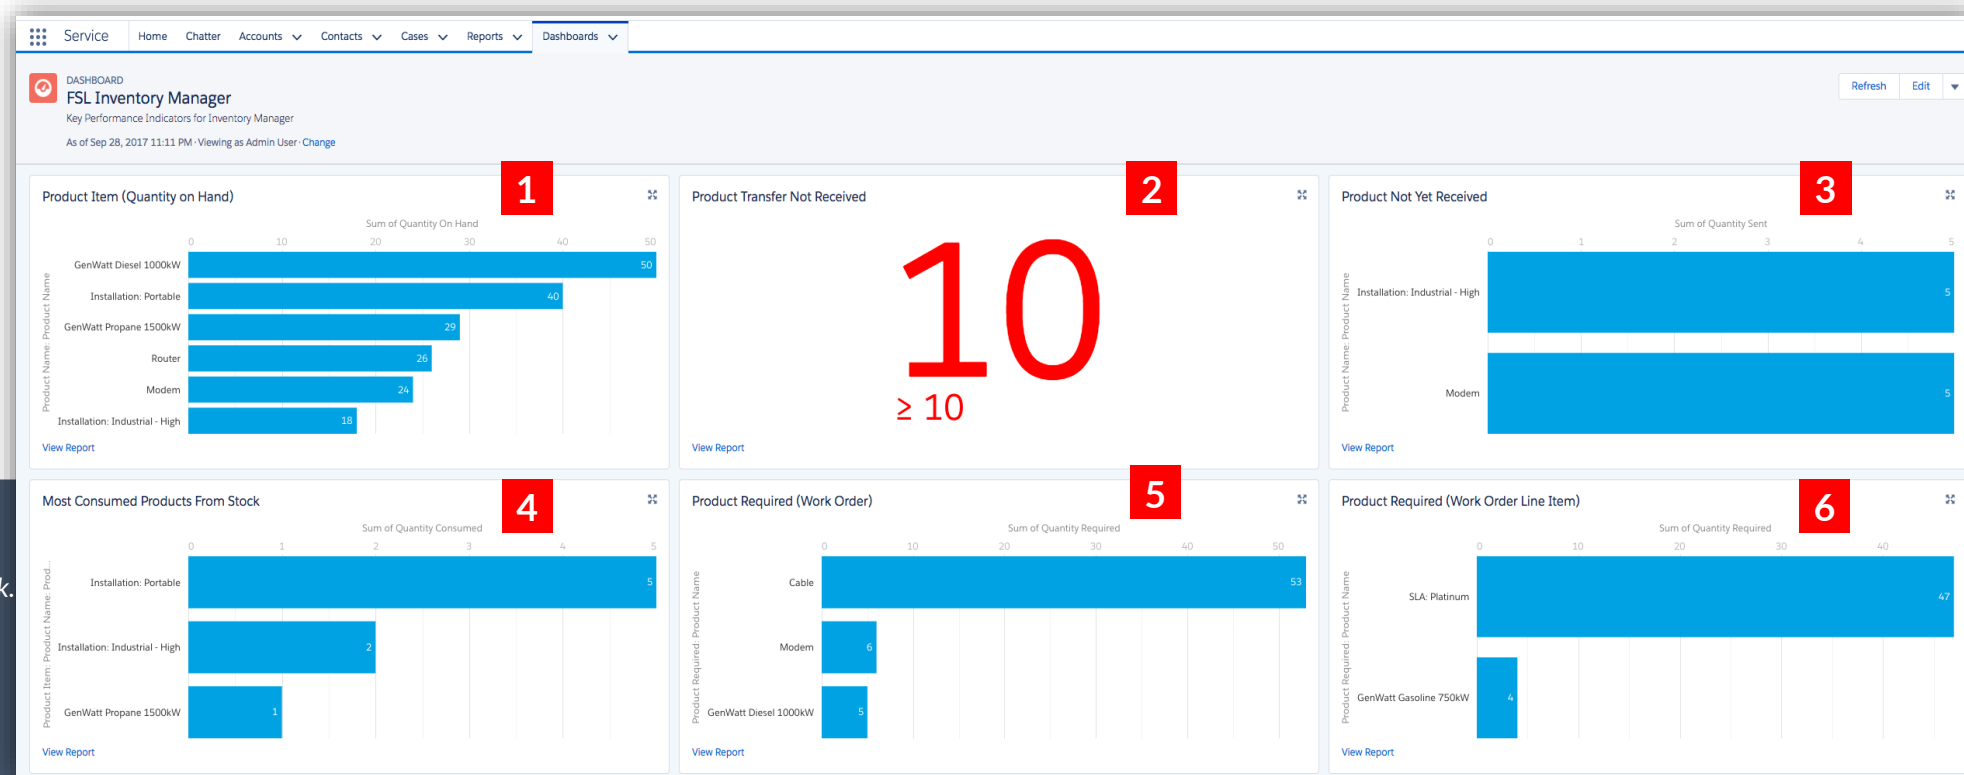 Service Home Chatter Accounts Contacts Cases Reports Dashboards
DASHBOARD
FSL Inventory Manager
Key Performance Indicators for Inventory Manager
As of Sep 28, 2017 11:11 PM · Viewing as Admin User · Change
Refresh Edit
Product Item (Quantity on Hand)
1
Sum of Quantity On Hand
0 10 20 30 40 50
Product Name: Product Name
GenWatt Diesel 1000kW 50
Installation: Portable 40
GenWatt Propane 1500kW 29
Router 26
Modem 24
Installation: Industrial - High 18
View Report
Product Transfer Not Received
2
10
≥ 10
View Report
Product Not Yet Received
3
Sum of Quantity Sent
0 1 2 3 4 5
Product Name: Product Name
Installation: Industrial - High 5
Modem 5
View Report
Most Consumed Products From Stock
4
Sum of Quantity Consumed
0 1 2 3 4 5
Product Item: Product Name: Prod...
Installation: Portable 5
Installation: Industrial - High 2
GenWatt Propane 1500kW 1
View Report
Product Required (Work Order)
5
Sum of Quantity Required
0 10 20 30 40 50
Product Required: Product Name
Cable 53
Modem 6
GenWatt Diesel 1000kW 5
View Report
Product Required (Work Order Line Item)
6
Sum of Quantity Required
0 10 20 30 40
Product Required: Product Name
SLA: Platinum 47
GenWatt Gasoline 750kW 4
View Report
k.